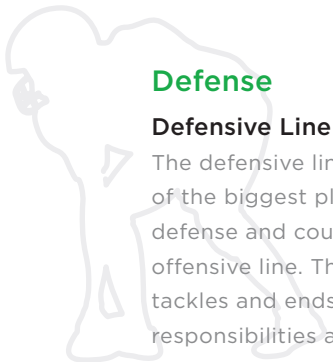 Defense
Defensive Line
The defensive
of the biggest
defense and
offensive line.
tackles and ends
responsibilities